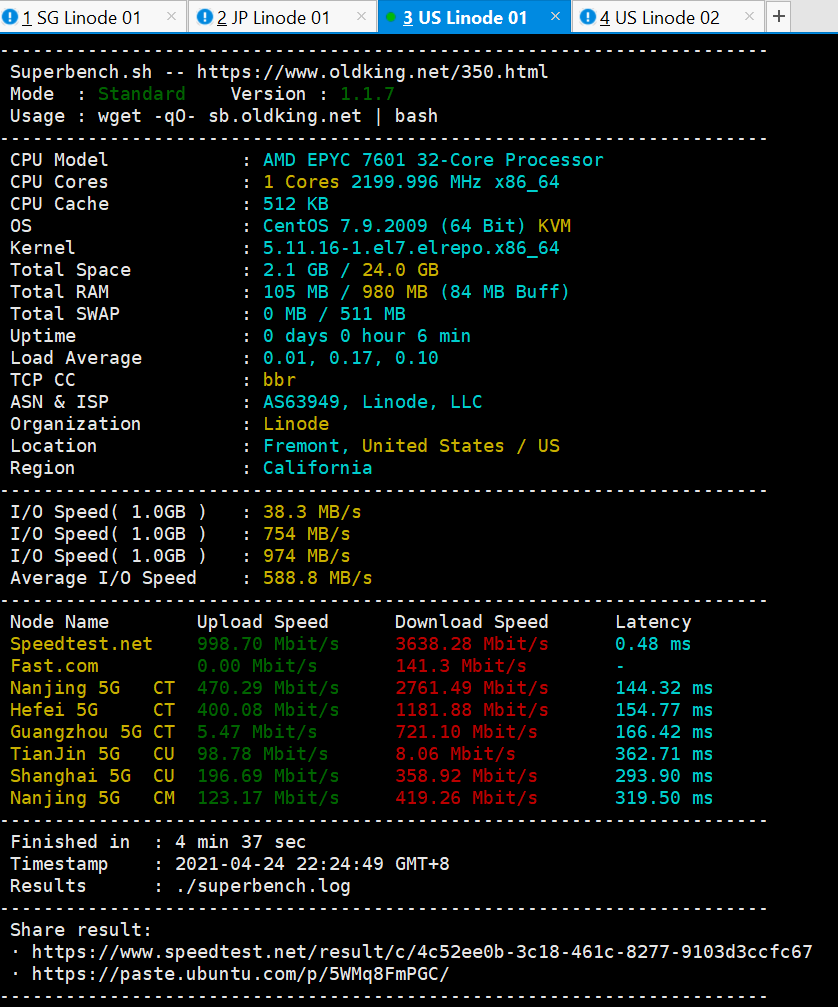 1 SG Linode 01 × 2 JP Linode 01 × 3 US Linode 01 × 4 US Linode 02 × +
----------------------------------------------------------------------
Superbench.sh -- https://www.oldking.net/350.html
Mode  : Standard    Version : 1.1.7
Usage : wget -qO- sb.oldking.net | bash
----------------------------------------------------------------------
CPU Model            : AMD EPYC 7601 32-Core Processor
CPU Cores            : 1 Cores 2199.996 MHz x86_64
CPU Cache            : 512 KB
OS                   : CentOS 7.9.2009 (64 Bit) KVM
Kernel               : 5.11.16-1.el7.elrepo.x86_64
Total Space          : 2.1 GB / 24.0 GB
Total RAM            : 105 MB / 980 MB (84 MB Buff)
Total SWAP           : 0 MB / 511 MB
Uptime               : 0 days 0 hour 6 min
Load Average         : 0.01, 0.17, 0.10
TCP CC               : bbr
ASN & ISP            : AS63949, Linode, LLC
Organization         : Linode
Location             : Fremont, United States / US
Region               : California
----------------------------------------------------------------------
I/O Speed( 1.0GB )   : 38.3 MB/s
I/O Speed( 1.0GB )   : 754 MB/s
I/O Speed( 1.0GB )   : 974 MB/s
Average I/O Speed    : 588.8 MB/s
----------------------------------------------------------------------
Node Name        Upload Speed      Download Speed      Latency
Speedtest.net    998.70 Mbit/s     3638.28 Mbit/s      0.48 ms
Fast.com         0.00 Mbit/s       141.3 Mbit/s        -
Nanjing 5G   CT  470.29 Mbit/s     2761.49 Mbit/s      144.32 ms
Hefei 5G     CT  400.08 Mbit/s     1181.88 Mbit/s      154.77 ms
Guangzhou 5G CT  5.47 Mbit/s       721.10 Mbit/s       166.42 ms
TianJin 5G   CU  98.78 Mbit/s      8.06 Mbit/s         362.71 ms
Shanghai 5G  CU  196.69 Mbit/s     358.92 Mbit/s       293.90 ms
Nanjing 5G   CM  123.17 Mbit/s     419.26 Mbit/s       319.50 ms
----------------------------------------------------------------------
Finished in  : 4 min 37 sec
Timestamp    : 2021-04-24 22:24:49 GMT+8
Results      : ./superbench.log
----------------------------------------------------------------------
Share result:
· https://www.speedtest.net/result/c/4c52ee0b-3c18-461c-8277-9103d3ccfc67
· https://paste.ubuntu.com/p/5WMq8FmPGC/
----------------------------------------------------------------------